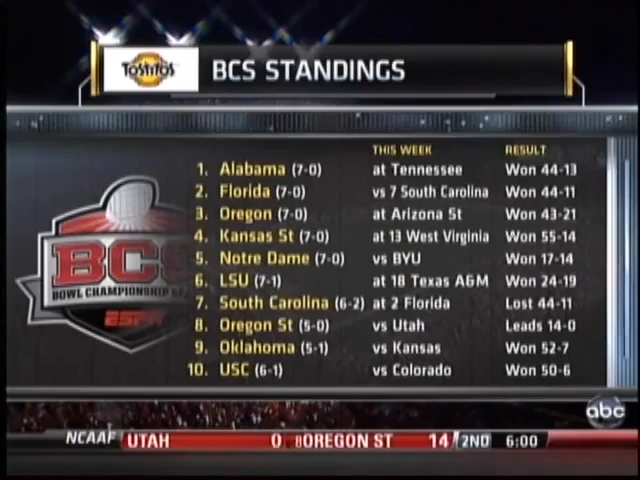 TOSTITOS BCS STANDINGS
THIS WEEK RESULT
1. Alabama (7-0) at Tennessee Won 44-13
2. Florida (7-0) vs 7 South Carolina Won 44-11
3. Oregon (7-0) at Arizona St Won 43-21
4. Kansas St (7-0) at 13 West Virginia Won 55-14
5. Notre Dame (7-0) vs BYU Won 17-14
6. LSU (7-1) at 18 Texas A&M Won 24-19
7. South Carolina (6-2) at 2 Florida Lost 44-11
8. Oregon St (5-0) vs Utah Leads 14-0
9. Oklahoma (5-1) vs Kansas Won 52-7
10. USC (6-1) vs Colorado Won 50-6
BCS
BOWL CHAMPIONSHIP
ESPN
abc
NCAAF UTAH 0 8 OREGON ST 14 2ND 6:00